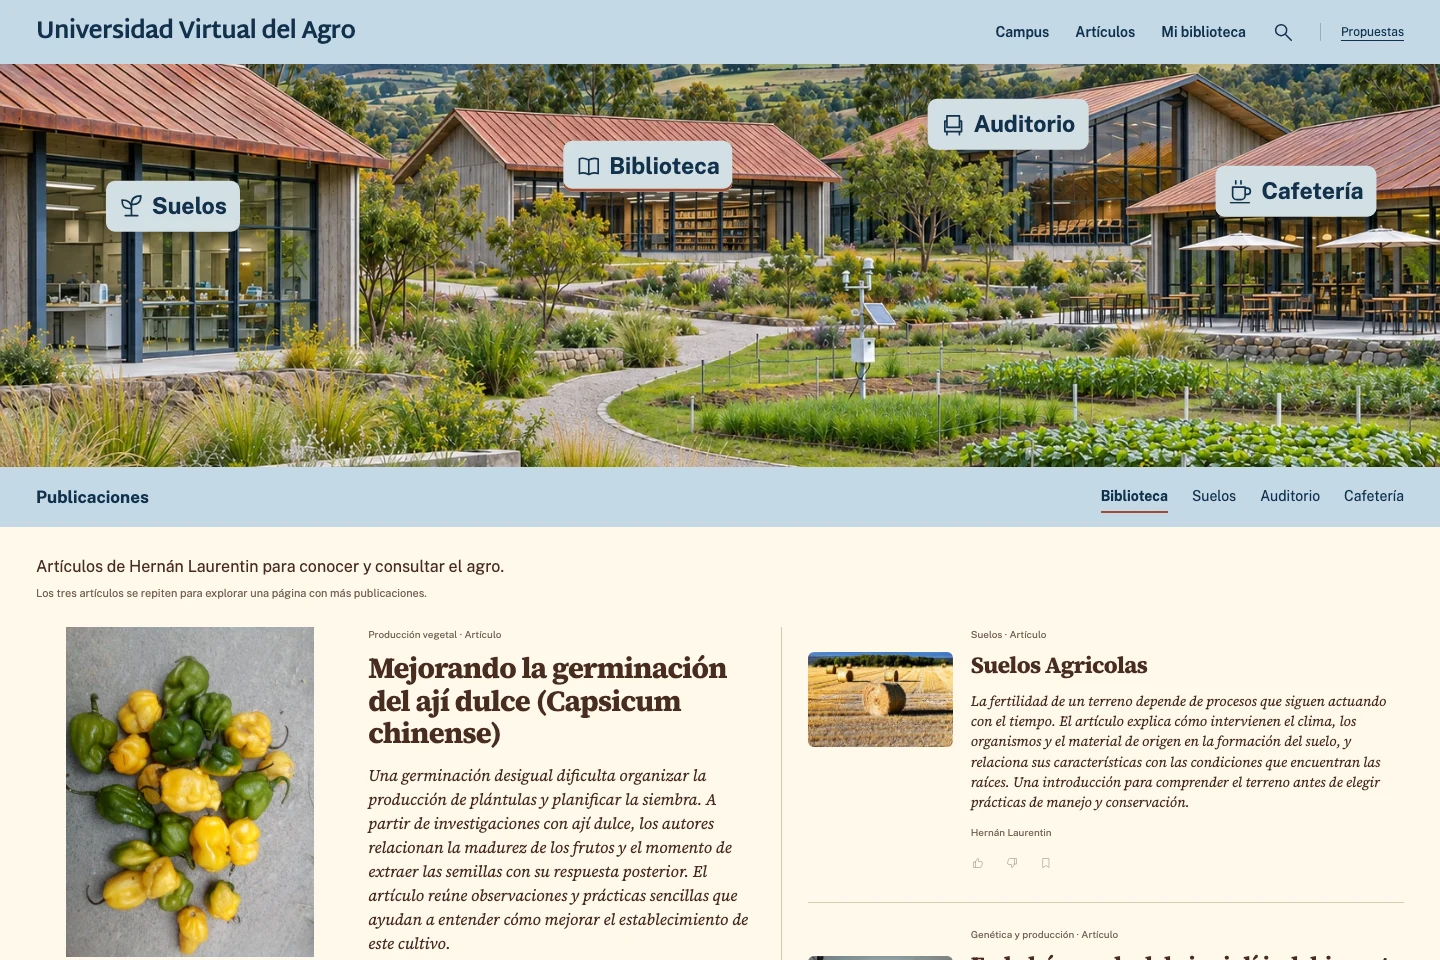 Universidad Virtual del Agro
Campus
Artículos
Mi biblioteca
Propuestas
Auditorio
Biblioteca
Cafetería
Suelos
Publicaciones
Biblioteca
Suelos
Auditorio
Cafetería
Artículos de Hernán Laurentin para conocer y consultar el agro.
Los tres artículos se repiten para explorar una página con más publicaciones.
Producción vegetal · Artículo
Mejorando la germinación
del ají dulce (Capsicum
chinense)
Una germinación desigual dificulta organizar la
producción de plántulas y planificar la siembra. A
partir de investigaciones con ají dulce, los autores
relacionan la madurez de los frutos y el momento de
extraer las semillas con su respuesta posterior. El
artículo reúne observaciones y prácticas sencillas que
ayudan a entender cómo mejorar el establecimiento de
este cultivo.
Suelos · Artículo
Suelos Agricolas
La fertilidad de un terreno depende de procesos que siguen actuando
con el tiempo. El artículo explica cómo intervienen el clima, los
organismos y el material de origen en la formación del suelo, y
relaciona sus características con las condiciones que encuentran las
raíces. Una introducción para comprender el terreno antes de elegir
prácticas de manejo y conservación.
Hernán Laurentin
Genética y producción · Artículo